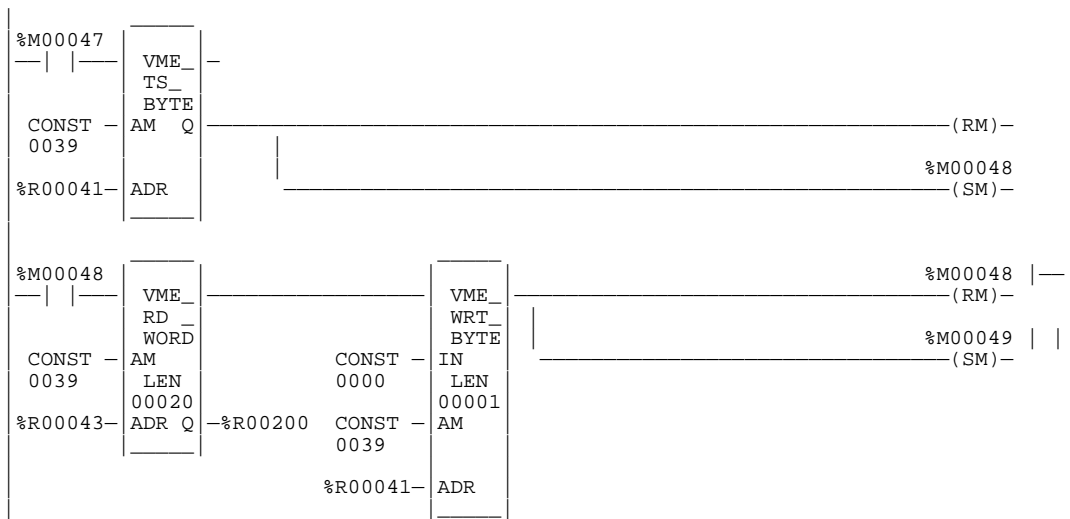 %M00047
VME_
TS_
BYTE
CONST AM Q (RM)
0039
%M00048
%R00041 ADR (SM)
%M00048 %M00048
VME_ VME_ (RM)
RD _ WRT_
WORD BYTE %M00049
CONST AM CONST IN (SM)
0039 LEN 0000 LEN
00020 00001
%R00043 ADR Q %R00200 CONST AM
0039
%R00041 ADR